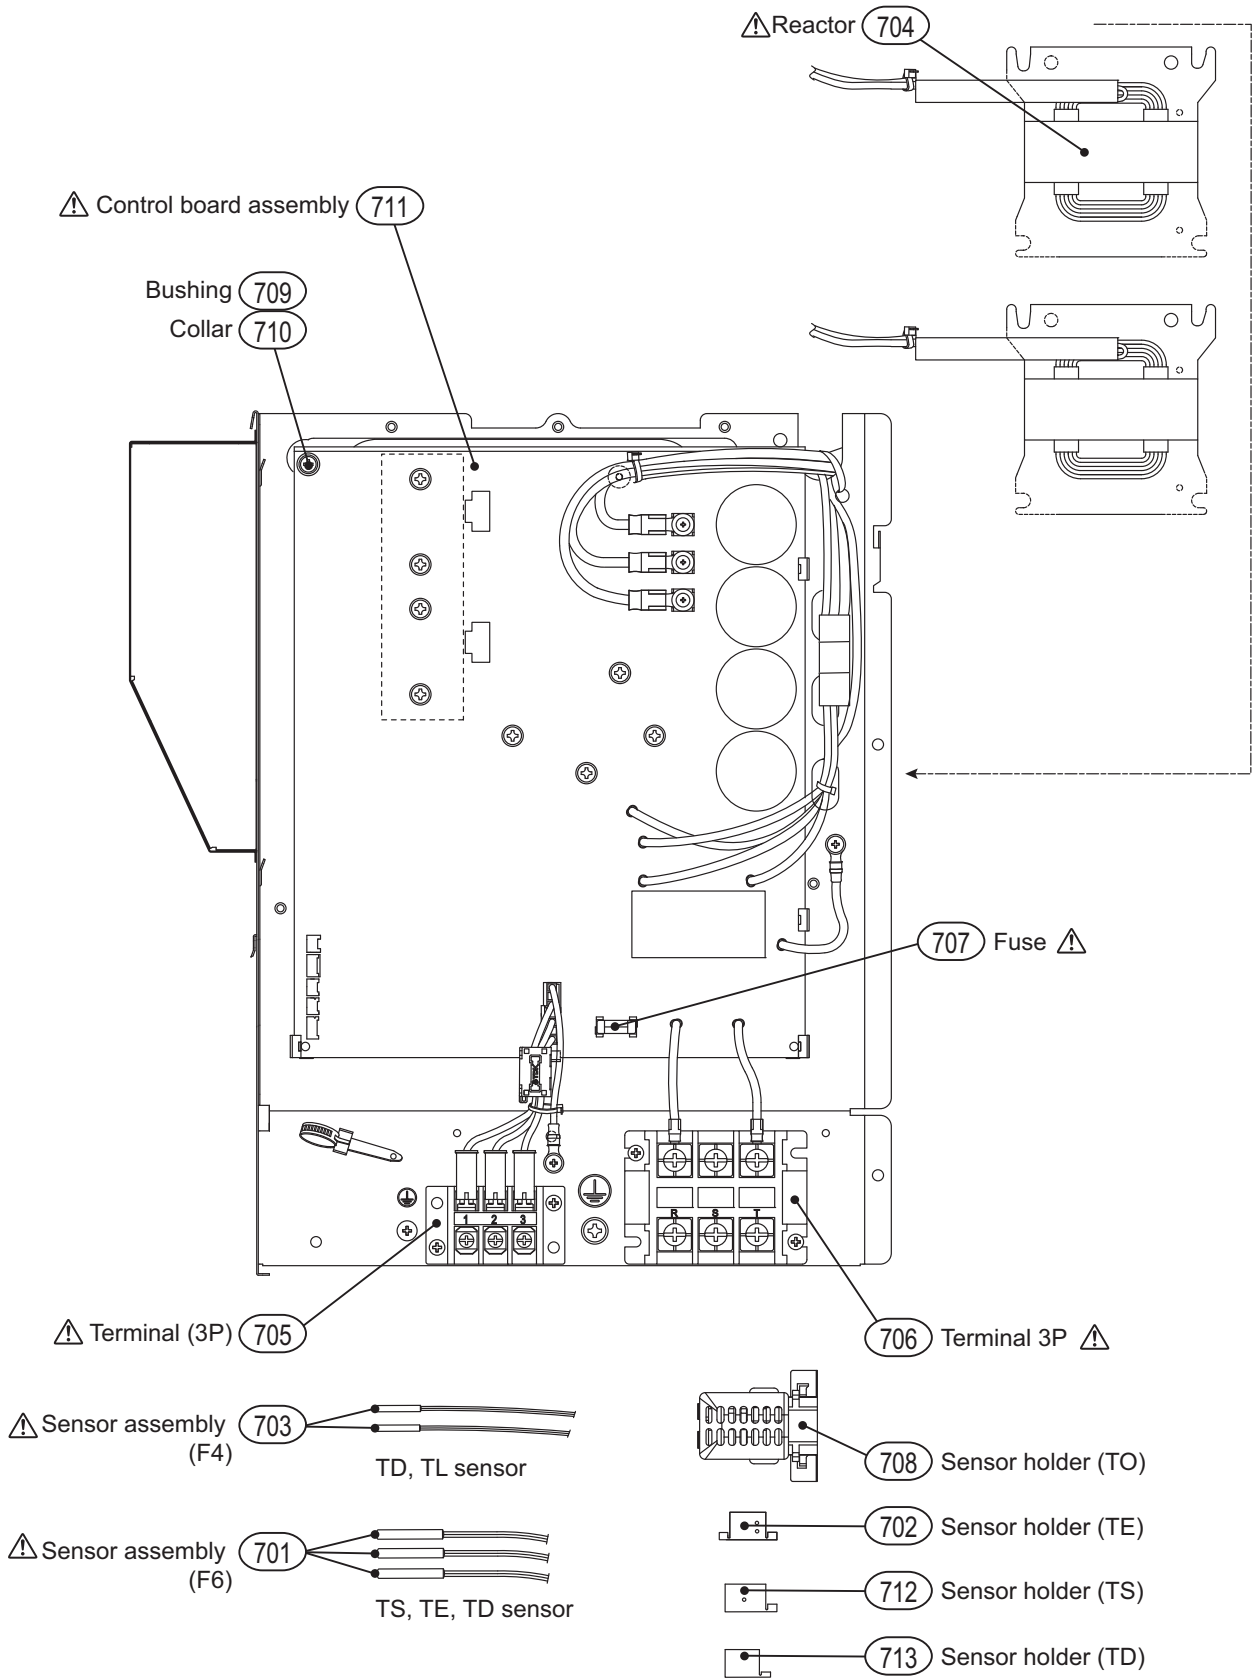 ⚠ Reactor 704
⚠ Control board assembly 711
Bushing 709
Collar 710
707 Fuse ⚠
1 2 3
R S T
⚠ Terminal (3P) 705
706 Terminal 3P ⚠
⚠ Sensor assembly 703
(F4)
TD, TL sensor
708 Sensor holder (TO)
702 Sensor holder (TE)
⚠ Sensor assembly 701
(F6)
TS, TE, TD sensor
712 Sensor holder (TS)
713 Sensor holder (TD)